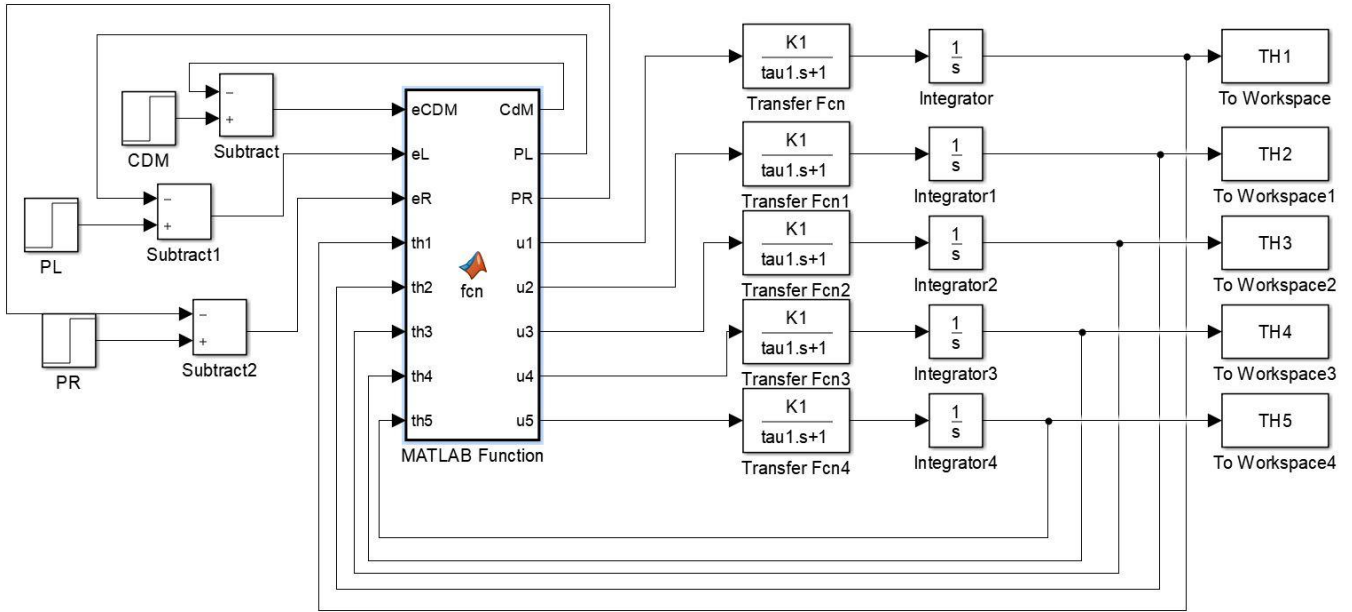 CDM
Subtract
PL
Subtract1
PR
Subtract2
eCDM
eL
eR
th1
th2
th3
th4
th5
fcn
CdM
PL
PR
u1
u2
u3
u4
u5
MATLAB Function
K1
tau1.s+1
Transfer Fcn
1
s
Integrator
TH1
To Workspace
K1
tau1.s+1
Transfer Fcn1
1
s
Integrator1
TH2
To Workspace1
K1
tau1.s+1
Transfer Fcn2
1
s
Integrator2
TH3
To Workspace2
K1
tau1.s+1
Transfer Fcn3
1
s
Integrator3
TH4
To Workspace3
K1
tau1.s+1
Transfer Fcn4
1
s
Integrator4
TH5
To Workspace4